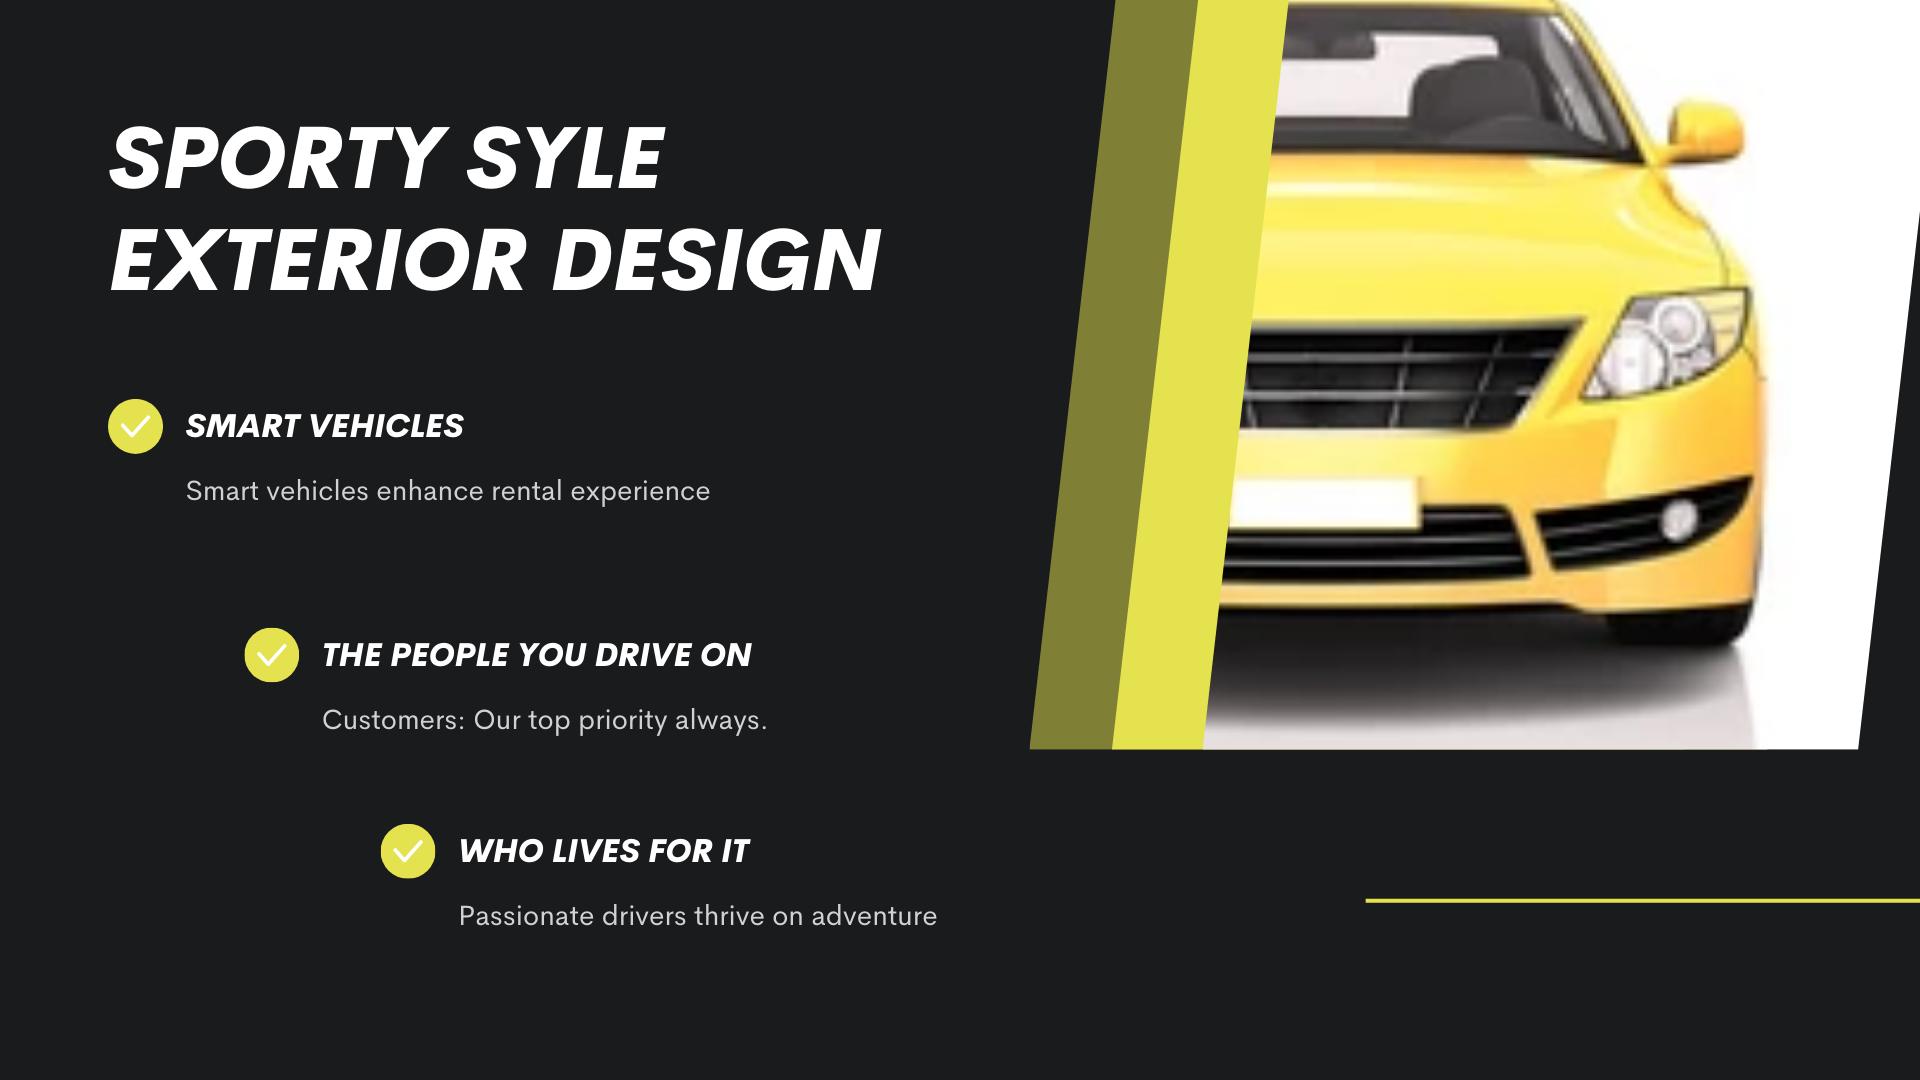 SPORTY SYLE
EXTERIOR DESIGN
SMART VEHICLES
Smart vehicles enhance rental experience
THE PEOPLE YOU DRIVE ON
Customers: Our top priority always.
WHO LIVES FOR IT
Passionate drivers thrive on adventure